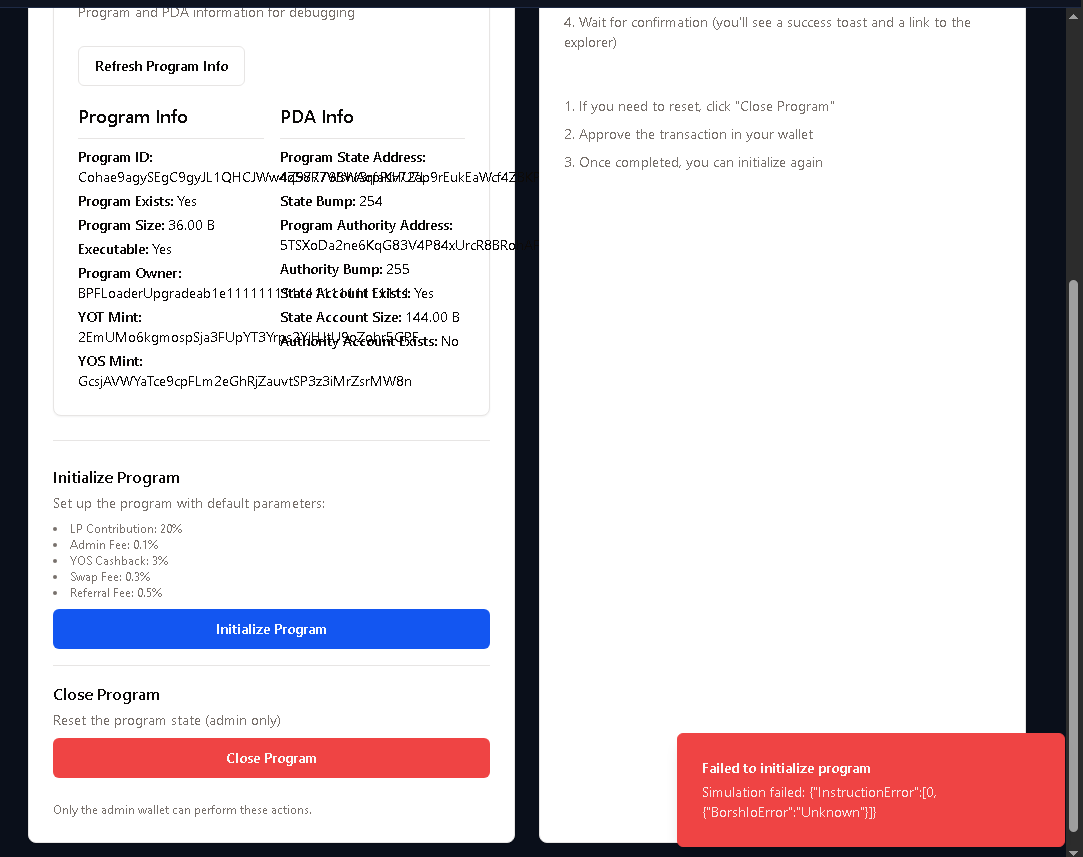 Program and PDA information for debugging
Refresh Program Info
Program Info
Program ID:
Program Exists: Yes
Program Size: 36.00 B
Executable: Yes
Program Owner:
YOT Mint:
YOS Mint:
GcsjAVWYaTce9cpFLm2eGhRjZauvtSP3z3iMrZsrMW8n
PDA Info
Program State Address:
State Bump: 254
Program Authority Address:
Authority Bump: 255
State Account Exists: Yes
State Account Size: 144.00 B
Authority Account Exists: No
Initialize Program
Set up the program with default parameters:
• LP Contribution: 20%
• Admin Fee: 0.1%
• YOS Cashback: 3%
• Swap Fee: 0.3%
• Referral Fee: 0.5%
Initialize Program
Close Program
Reset the program state (admin only)
Close Program
Only the admin wallet can perform these actions.
4. Wait for confirmation (you'll see a success toast and a link to the
explorer)
1. If you need to reset, click "Close Program"
2. Approve the transaction in your wallet
3. Once completed, you can initialize again
Failed to initialize program
Simulation failed: {"InstructionError":[0,
{"BorshIoError":"Unknown"}]}